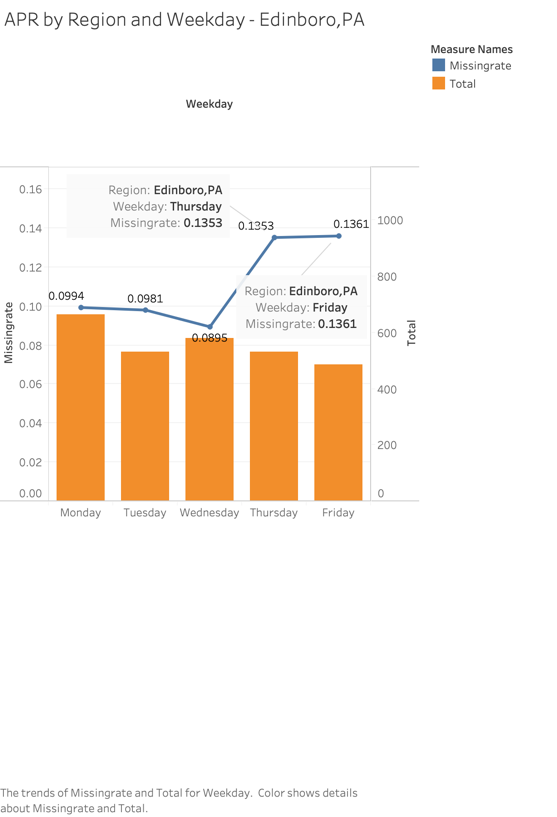 APR by Region and Weekday - Edinboro,PA
Measure Names
Missingrate
Total
Weekday
Region: Edinboro,PA
Weekday: Thursday
Missingrate: 0.1353
0.16
0.14
0.12
0.10
0.08
0.06
0.04
0.02
0.00
Missingrate
0.0994
0.0981
0.0895
0.1353
0.1361
Region: Edinboro,PA
Weekday: Friday
Missingrate: 0.1361
1000
800
600
400
200
0
Total
Monday
Tuesday
Wednesday
Thursday
Friday
The trends of Missingrate and Total for Weekday. Color shows details
about Missingrate and Total.